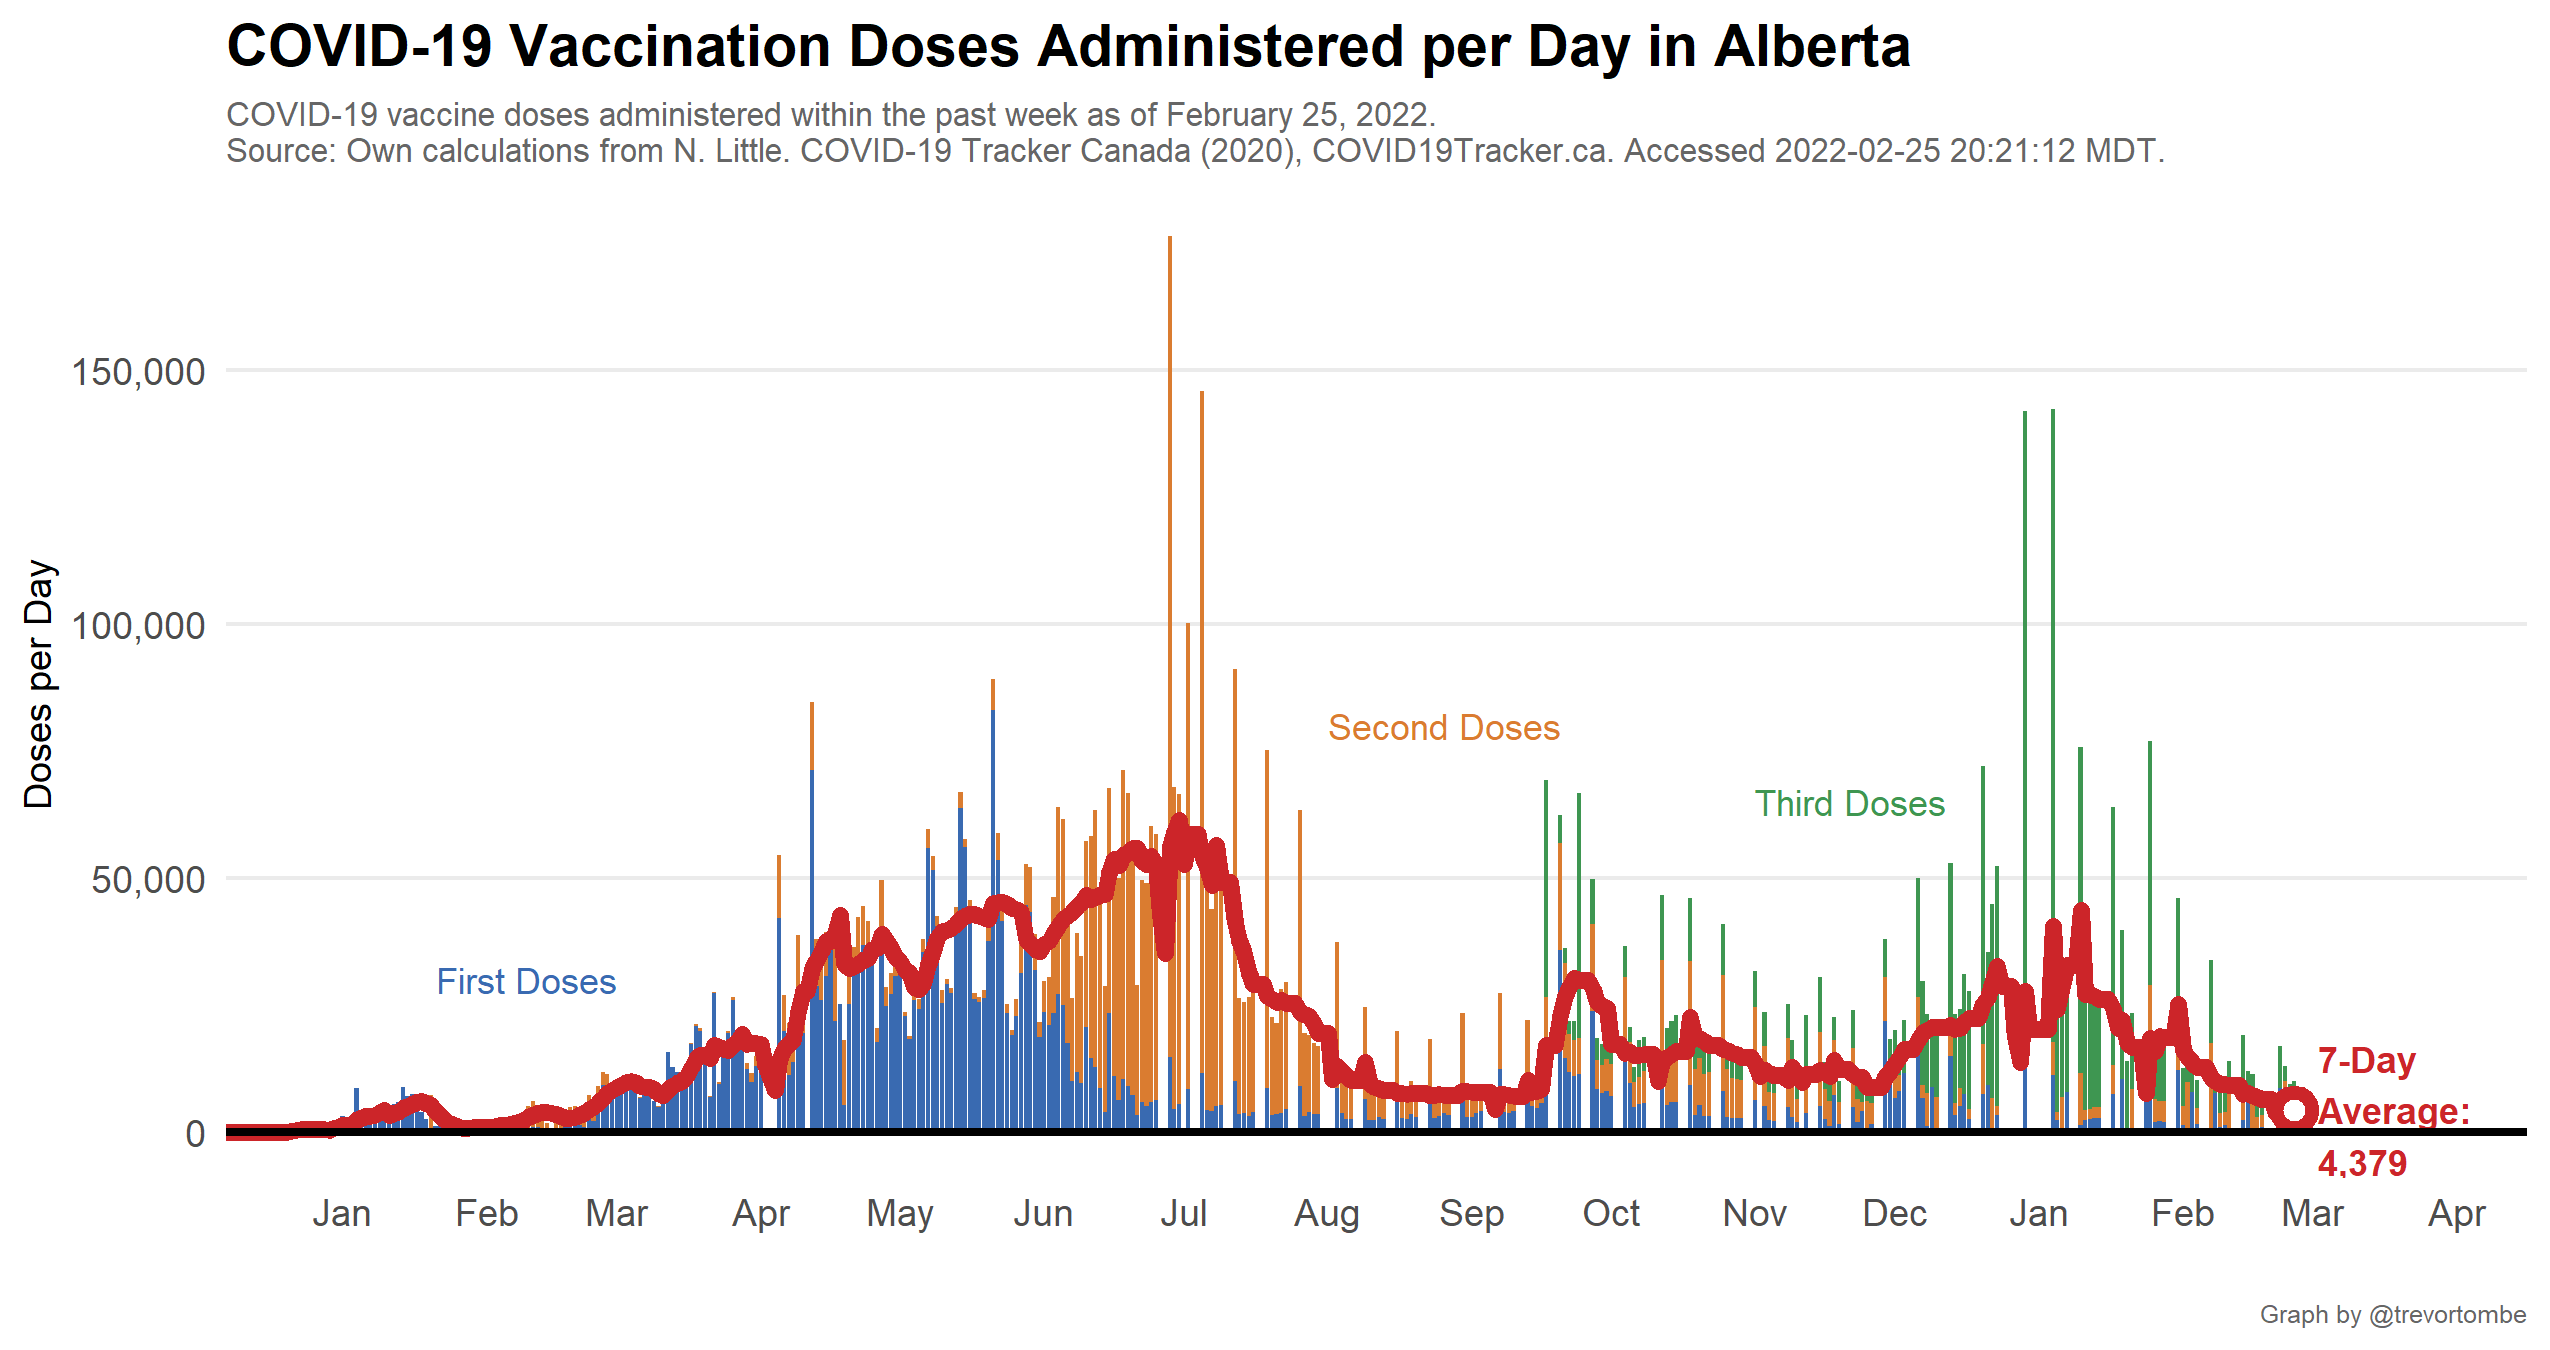 COVID-19 Vaccination Doses Administered per Day in Alberta
COVID-19 vaccine doses administered within the past week as of February 25, 2022.
Source: Own calculations from N. Little. COVID-19 Tracker Canada (2020), COVID19Tracker.ca. Accessed 2022-02-25 20:21:12 MDT.
Doses per Day
150,000
100,000
50,000
0
Second Doses
Third Doses
First Doses
7-Day
Average:
4,379
Jan Feb Mar Apr May Jun Jul Aug Sep Oct Nov Dec Jan Feb Mar Apr
Graph by @trevortombe